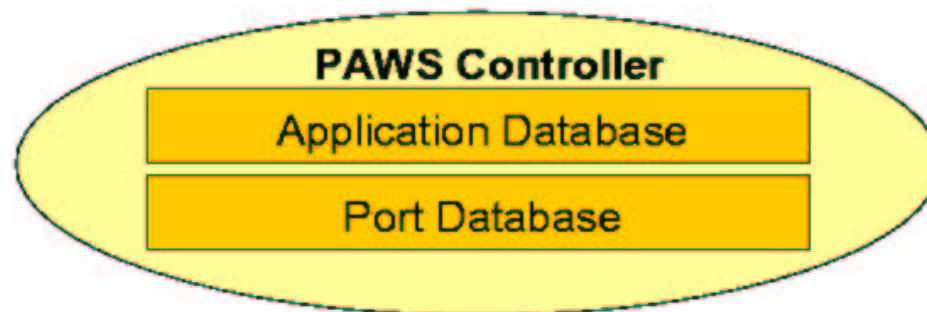 PAWS Controller
Application Database
Port Database